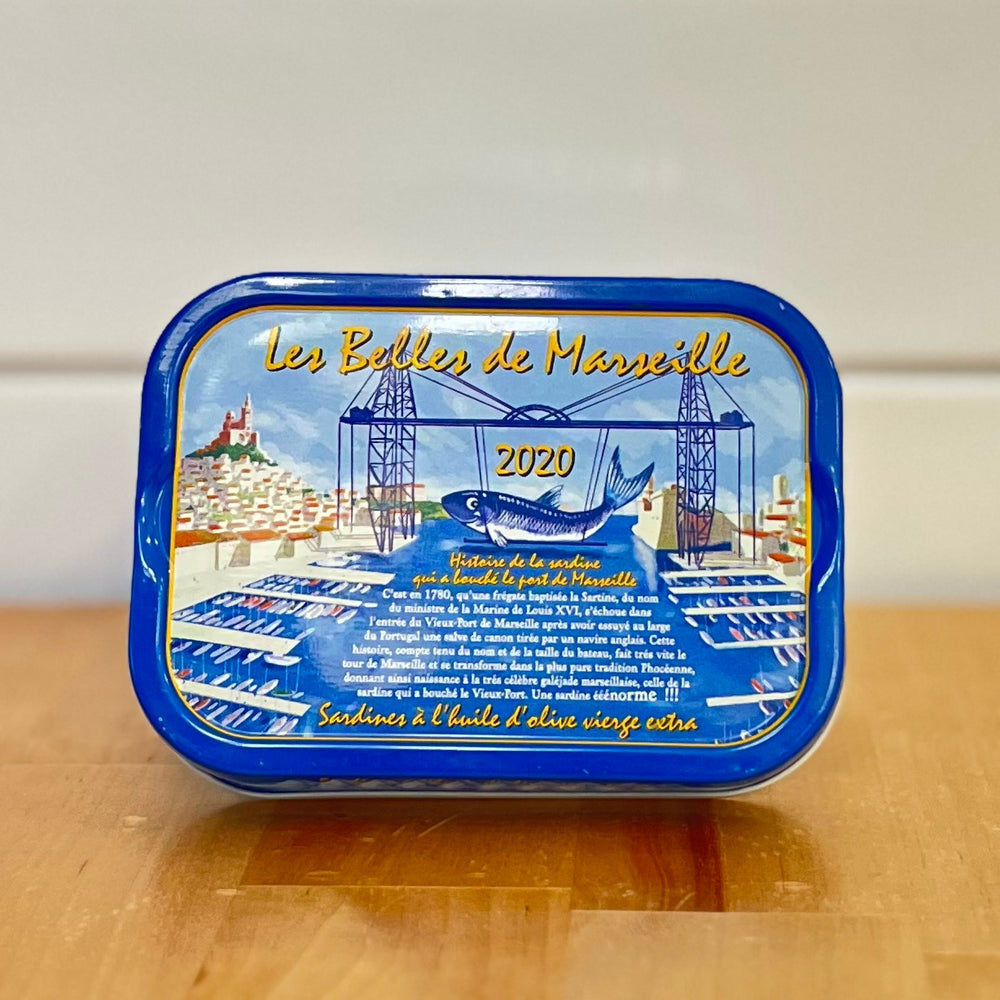 Les Belles de Marseille
2020
Histoire de la sardine
qui a bouché le port de Marseille
C'est en 1780, qu'une frégate baptisée la Sartine, du nom
du ministre de la Marine de Louis XVI, s'échoue dans
l'entrée du Vieux-Port de Marseille après avoir essuyé au large
du Portugal une salve de canon tirée par un navire anglais. Cette
histoire, compte tenu du nom et de la taille du bateau, fait trés vite le
tour de Marseille et se transforme dans la plus pure tradition Phocéenne,
donnant ainsi naissance à la trés célèbre galéjade marseillaise, celle de la
sardine qui a bouché le Vieux-Port. Une sardine ééénorme !!!
Sardines à l'huile d'olive vierge extra